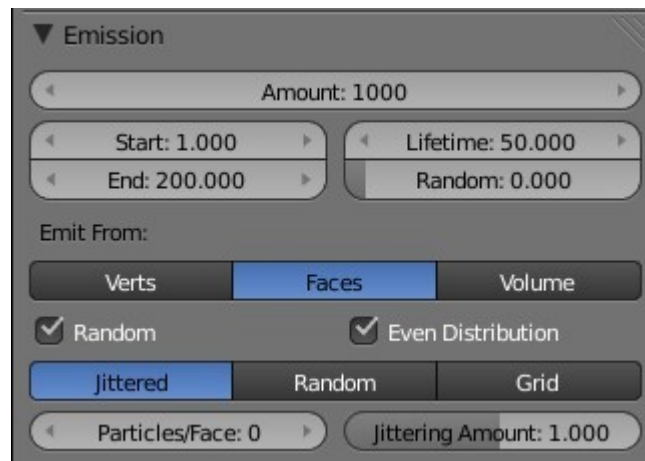 Emission
Amount: 1000
Start: 1.000 Lifetime: 50.000
End: 200.000 Random: 0.000
Emit From:
Verts Faces Volume
Random Even Distribution
Jittered Random Grid
Particles/Face: 0 Jittering Amount: 1.000